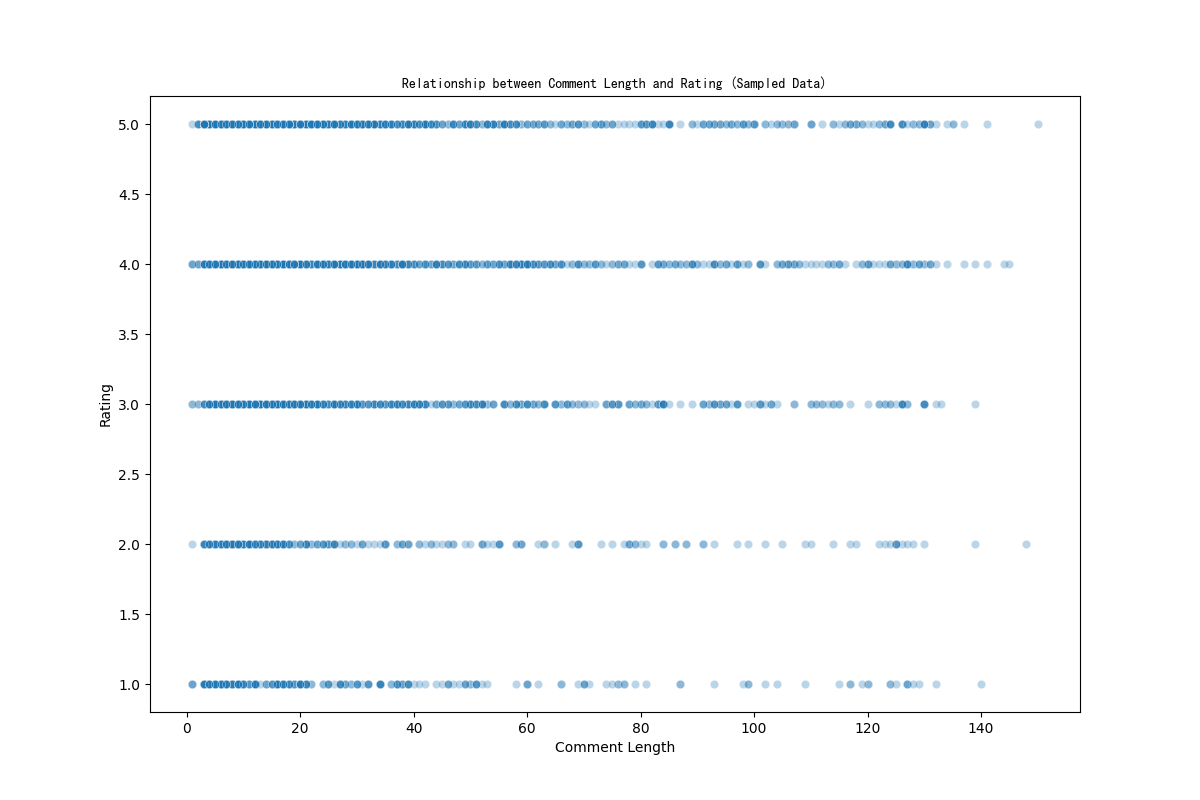 Relationship between Comment Length and Rating (Sampled Data)
5.0
4.5
4.0
3.5
3.0
2.5
2.0
1.5
1.0
Rating
0 20 40 60 80 100 120 140
Comment Length